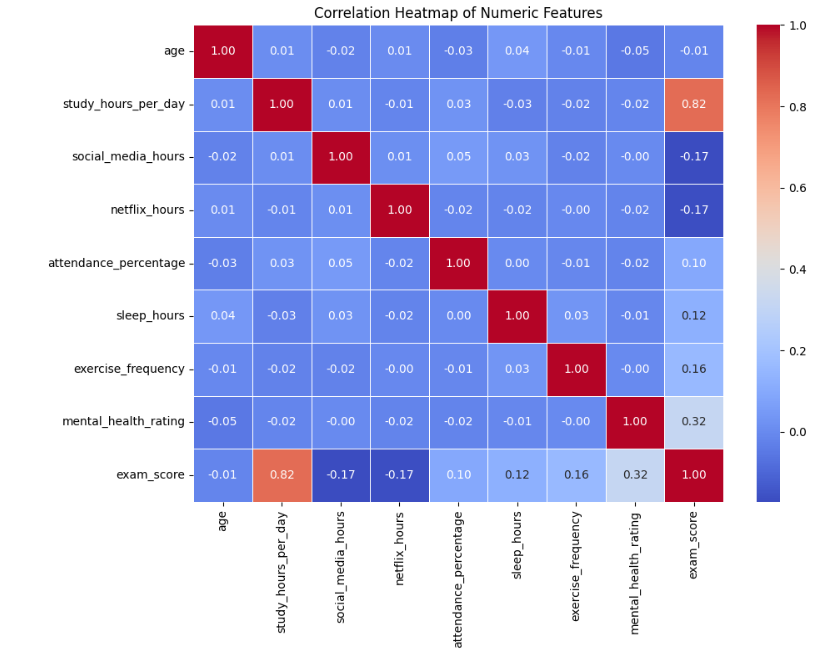 Correlation Heatmap of Numeric Features
age 1.00 0.01 -0.02 0.01 -0.03 0.04 -0.01 -0.05 -0.01
study_hours_per_day 0.01 1.00 0.01 -0.01 0.03 -0.03 -0.02 -0.02 0.82
social_media_hours -0.02 0.01 1.00 0.01 0.05 0.03 -0.02 -0.00 -0.17
netflix_hours 0.01 -0.01 0.01 1.00 -0.02 -0.02 -0.00 -0.02 -0.17
attendance_percentage -0.03 0.03 0.05 -0.02 1.00 0.00 -0.01 -0.02 0.10
sleep_hours 0.04 -0.03 0.03 -0.02 0.00 1.00 0.03 -0.01 0.12
exercise_frequency -0.01 -0.02 -0.02 -0.00 -0.01 0.03 1.00 -0.00 0.16
mental_health_rating -0.05 -0.02 -0.00 -0.02 -0.02 -0.01 -0.00 1.00 0.32
exam_score -0.01 0.82 -0.17 -0.17 0.10 0.12 0.16 0.32 1.00
age
study_hours_per_day
social_media_hours
netflix_hours
attendance_percentage
sleep_hours
exercise_frequency
mental_health_rating
exam_score
1.0
0.8
0.6
0.4
0.2
0.0